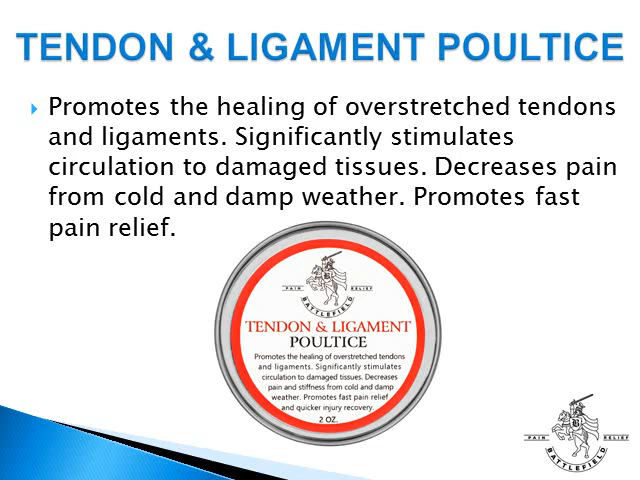 TENDON & LIGAMENT POULTICE
Promotes the healing of overstretched tendons
and ligaments. Significantly stimulates
circulation to damaged tissues. Decreases pain
from cold and damp weather. Promotes fast
pain relief.
PAIN RELIEF
BATTLEFIELD
TENDON & LIGAMENT
POULTICE
Promotes the healing of overstretched tendons
and ligaments. Significantly stimulates
circulation to damaged tissues. Decreases
pain and stiffness from cold and damp
weather. Promotes fast pain relief
and quicker injury recovery.
2 OZ.
B
PAIN RELIEF
BATTLEFIELD